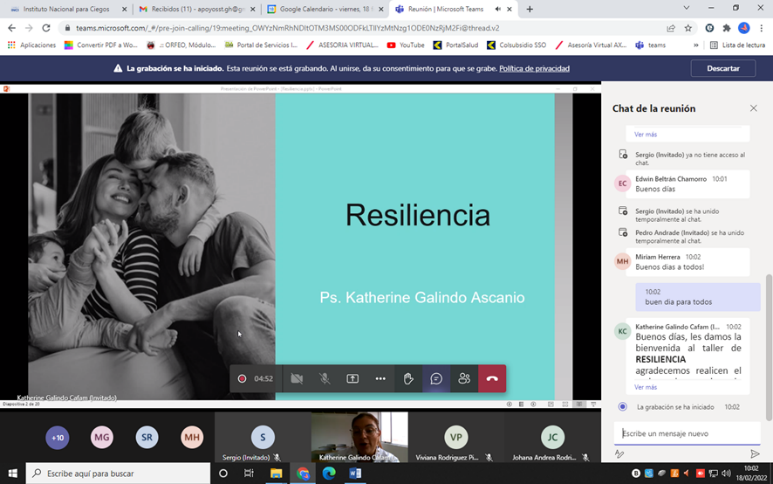 Instituto Nacional para Ciegos
Recibidos (11) - apoyosst.gh@g
Google Calendario - viernes, 18
Reunión | Microsoft Teams
teams.microsoft.com/_#/pre-join-calling/19:meeting_
Aplicaciones
Convertir PDF a Wo...
.: ORFEO, Módulo...
Portal de Servicios I...
ASESORIA VIRTUAL...
YouTube
PortalSalud
Colsubsidio SSO
Asesoría Virtual AX...
teams
Lista de lectura
La grabación se ha iniciado. Esta reunión se está grabando. Al unirse, da su consentimiento para que se grabe. Política de privacidad
Descartar
Resiliencia
Ps. Katherine Galindo Ascanio
04:52
Katherine Galindo Cafam (Invitado)
Chat de la reunión
Ver más
Sergio (Invitado) ya no tiene acceso al
chat.
EC
Edwin Beltrán Chamorro 10:01
Buenos días
Sergio (Invitado) se ha unido
temporalmente al chat.
Pedro Andrade (Invitado) se ha unido
temporalmente al chat.
MH
Miriam Herrera 10:02
Buenos dias a todos!
10:02
buen dia para todos
KC
Katherine Galindo Cafam (I... 10:02
Buenos días, les damos la
bienvenida al taller de
RESILIENCIA
agradecemos realicen el
Ver más
La grabación se ha iniciado 10:02
Escribe un mensaje nuevo
+10
MG
SR
MH
S
Sergio (Invitado)
Katherine Galindo Ca
VP
Viviana Rodriguez Pi...
JC
Johana Andrea Rodri...
Escribe aquí para buscar
10:02
18/02/2022